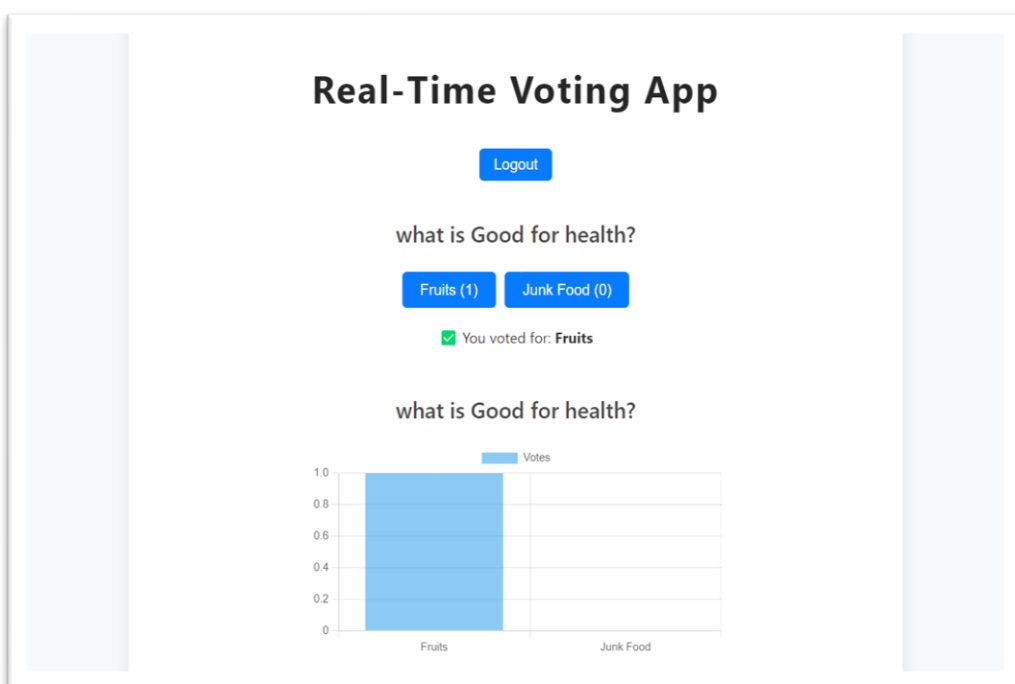 Real-Time Voting App
Logout
what is Good for health?
Fruits (1) Junk Food (0)
✅ You voted for: Fruits
what is Good for health?
Votes
1.0
0.8
0.6
0.4
0.2
0
Fruits Junk Food